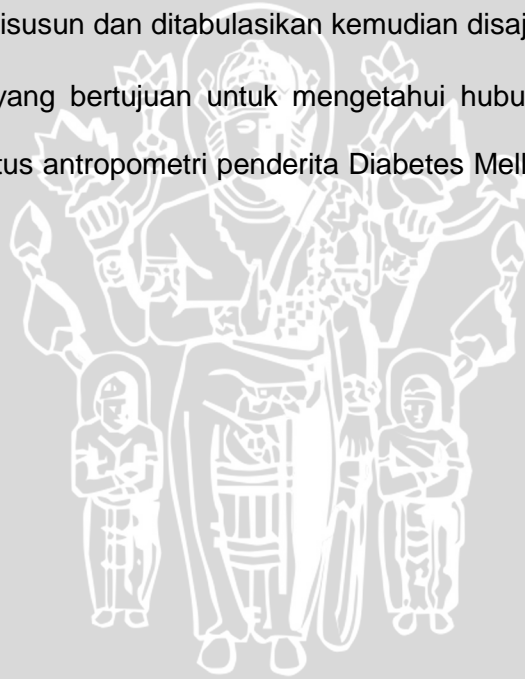 isusun dan ditabulasikan kemudian disaj
yang bertujuan untuk mengetahui hubu
tus antropometri penderita Diabetes Mell